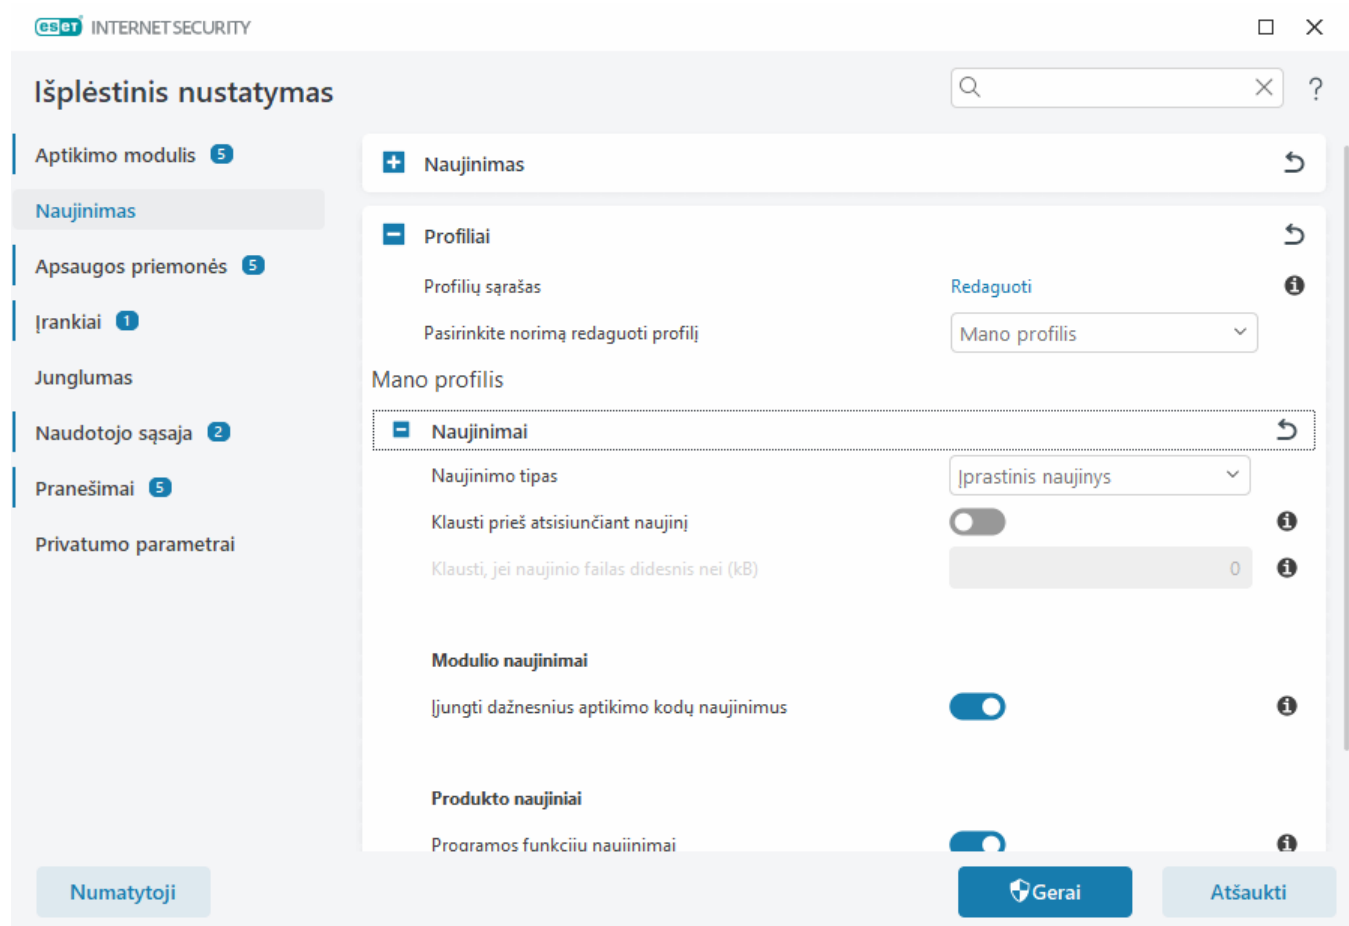 eset INTERNET SECURITY
Išplėstinis nustatymas
?
Aptikimo modulis 5
Naujinimas
Apsaugos priemonės 5
Įrankiai 1
Junglumas
Naudotojo sąsaja 2
Pranešimai 5
Privatumo parametrai
Naujinimas
Profiliai
Profilių sąrašas
Redaguoti
Pasirinkite norimą redaguoti profilį
Mano profilis
Mano profilis
Naujinimai
Naujinimo tipas
Įprastinis naujinys
Klausti prieš atsisiunčiant naujinį
Klausti, jei naujinio failas didesnis nei (kB)
0
Modulio naujinimai
Įjungti dažnesnius aptikimo kodų naujinimus
Produkto naujiniai
Programos funkcijų naujinimai
Numatytoji
Gerai
Atšaukti